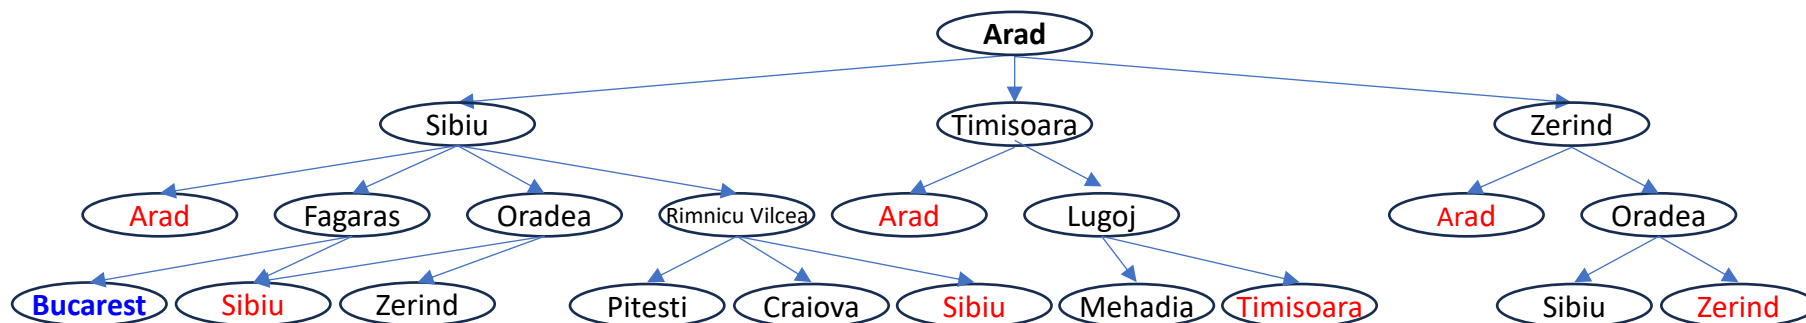 Arad
Sibiu
Timisoara
Zerind
Arad
Fagaras
Oradea
Rimnicu Vilcea
Arad
Lugoj
Arad
Oradea
Bucarest
Sibiu
Zerind
Pitesti
Craiova
Sibiu
Mehadia
Timisoara
Sibiu
Zerind